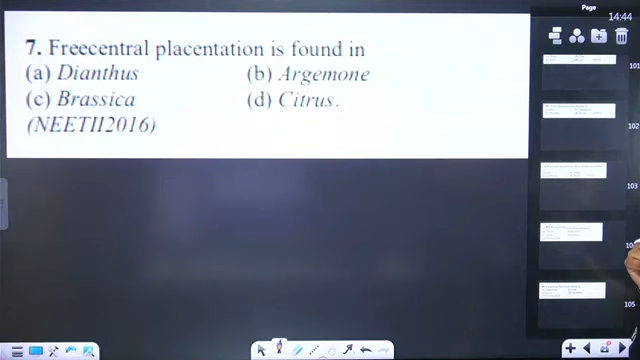 Page
14:44
7. Freecentral placentation is found in
(a) Dianthus (b) Argemone
(c) Brassica (d) Citrus.
(NEETII2016)
101
102
103
105